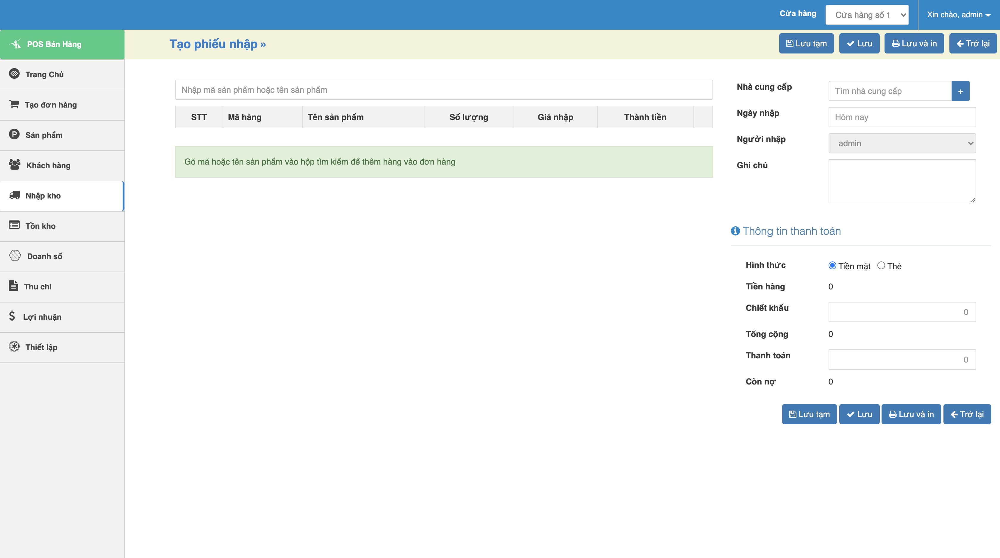 Cửa hàng
Cửa hàng số 1
Xin chào, admin
POS Bán Hàng
Trang Chủ
Tạo đơn hàng
Sản phẩm
Khách hàng
Nhập kho
Tồn kho
Doanh số
Thu chi
Lợi nhuận
Thiết lập
Tạo phiếu nhập »
Lưu tạm
Lưu
Lưu và in
Trở lại
Nhập mã sản phẩm hoặc tên sản phẩm
STT Mã hàng Tên sản phẩm Số lượng Giá nhập Thành tiền
Gõ mã hoặc tên sản phẩm vào hộp tìm kiếm để thêm hàng vào đơn hàng
Nhà cung cấp Tìm nhà cung cấp +
Ngày nhập Hôm nay
Người nhập admin
Ghi chú
Thông tin thanh toán
Hình thức Tiền mặt Thẻ
Tiền hàng 0
Chiết khấu 0
Tổng cộng 0
Thanh toán 0
Còn nợ 0
Lưu tạm
Lưu
Lưu và in
Trở lại